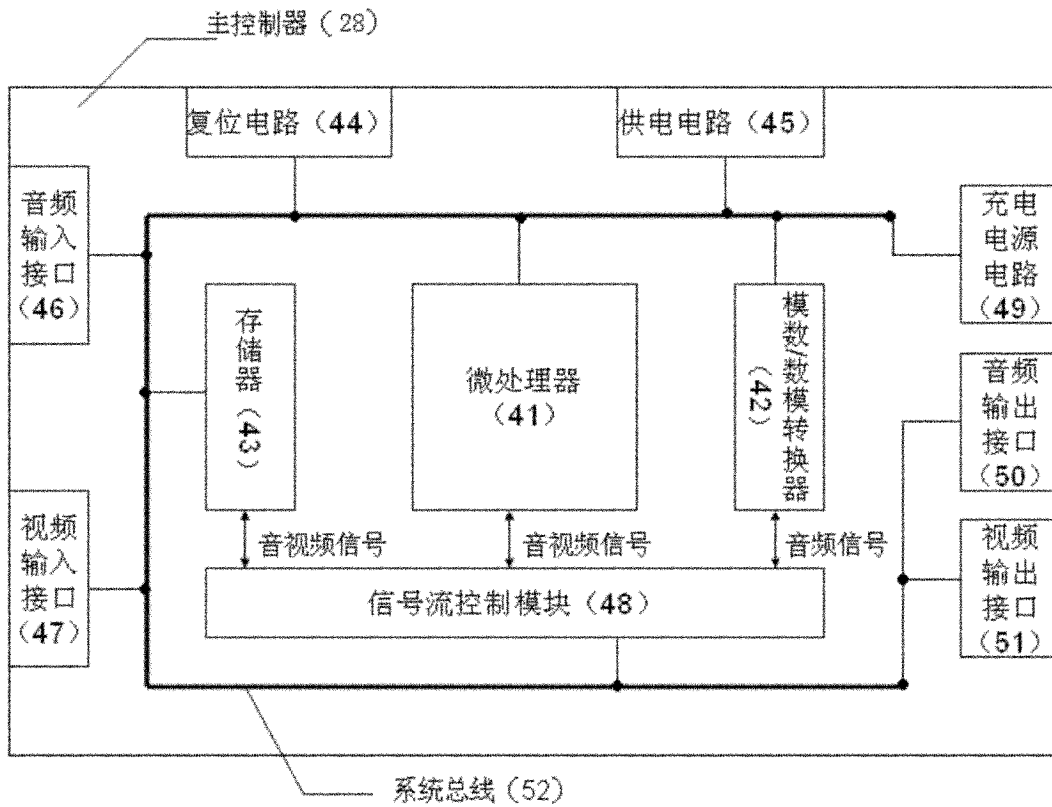 主控制器（28）
复位电路（44）
供电电路（45）
音频
输入
接口
（46）
充电
电源
电路
（49）
存储器（43）
微处理器
（41）
模数/数模转换器
（42）
音频
输出
接口
（50）
视频
输入
接口
（47）
音视频信号
音视频信号
音频信号
视频
输出
接口
（51）
信号流控制模块（48）
系统总线（52）